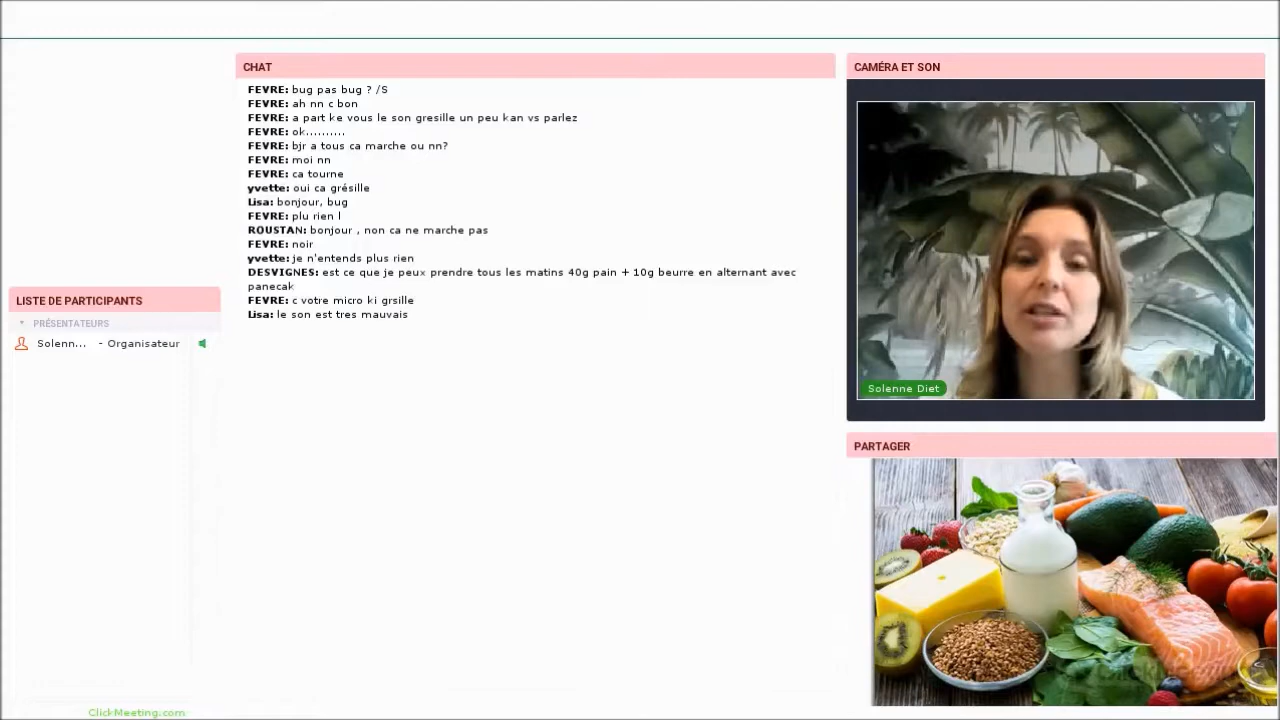 CHAT
FEVRE: bug pas bug ? /S
FEVRE: ah nn c bon
FEVRE: a part ke vous le son gresille un peu kan vs parlez
FEVRE: ok..........
FEVRE: bjr a tous ca marche ou nn?
FEVRE: moi nn
FEVRE: ca tourne
yvette: oui ca grésille
Lisa: bonjour, bug
FEVRE: plu rien l
ROUSTAN: bonjour , non ca ne marche pas
FEVRE: noir
yvette: je n'entends plus rien
DESVIGNES: est ce que je peux prendre tous les matins 40g pain + 10g beurre en alternant avec
panecak
FEVRE: c votre micro ki grsille
Lisa: le son est tres mauvais
LISTE DE PARTICIPANTS
PRÉSENTATEURS
Solenn... - Organisateur
ClickMeeting.com
CAMÉRA ET SON
Solenne Diet
PARTAGER
ClickMeeting